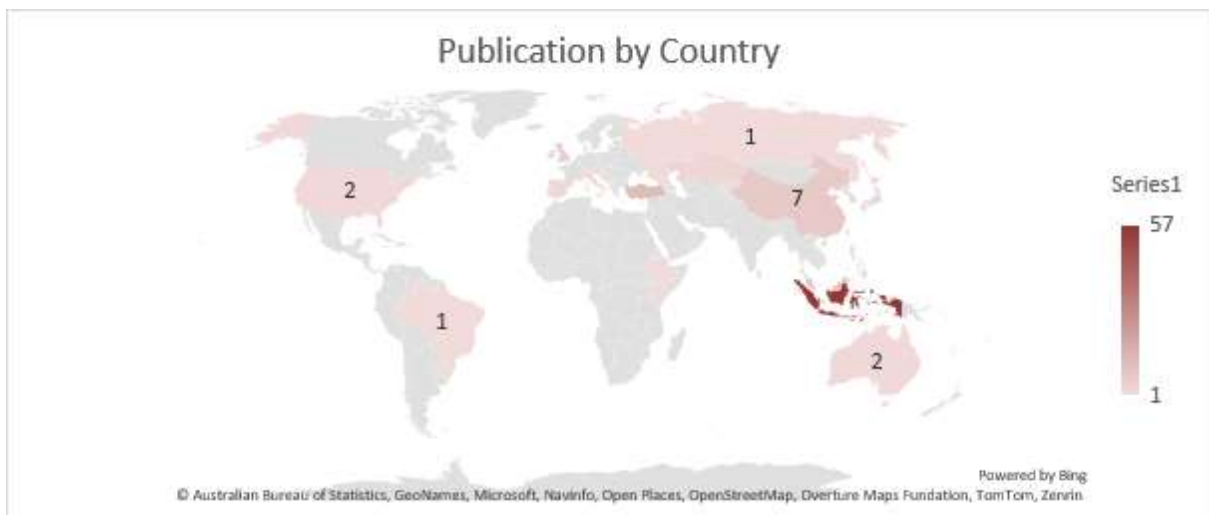 Publication by Country
1
2
7
1
2
Series1
57
1
Powered by Bing
© Australian Bureau of Statistics, GeoNames, Microsoft, Navinfo, Open Places, OpenStreetMap, Overture Maps Fundation, TomTom, Zenrin